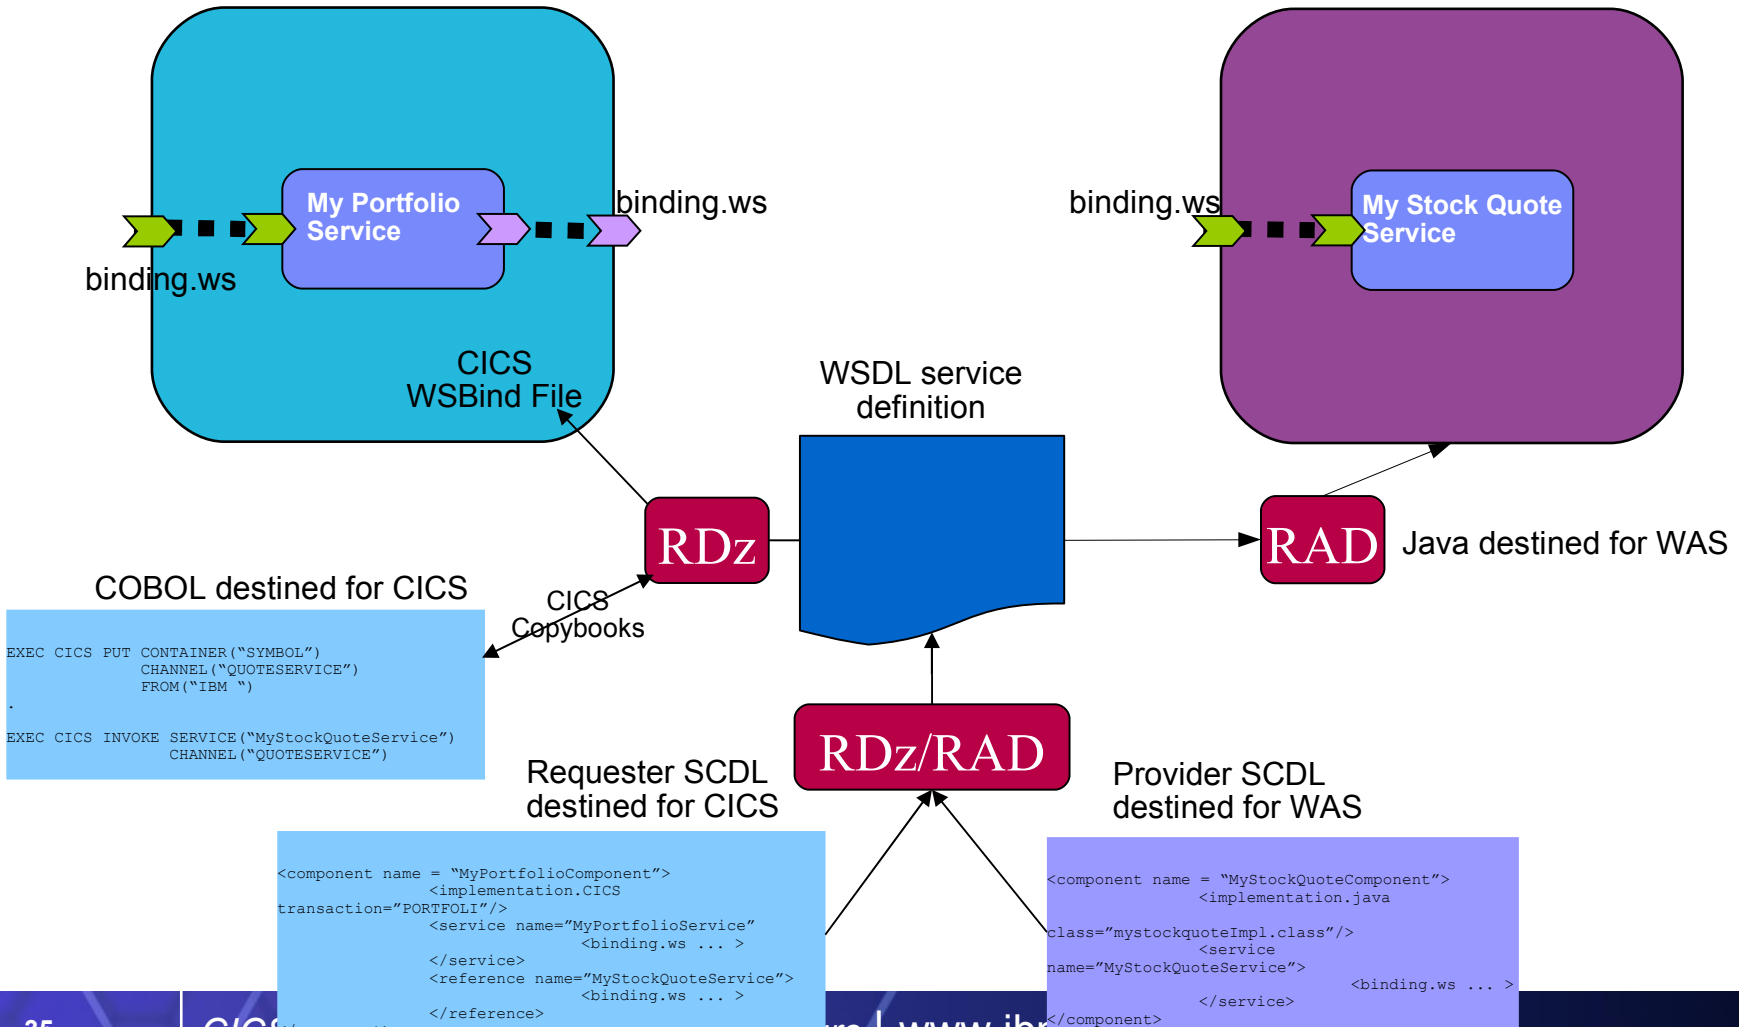 My Portfolio
Service
binding.ws
binding.ws
CICS
WSBind File
binding.ws
My Stock Quote
Service
WSDL service
definition
RDz
RAD
Java destined for WAS
COBOL destined for CICS
CICS
Copybooks
EXEC CICS PUT CONTAINER(“SYMBOL”)
CHANNEL(“QUOTESERVICE”)
FROM(“IBM “)
.
EXEC CICS INVOKE SERVICE(“MyStockQuoteService”)
CHANNEL(“QUOTESERVICE”)
RDz/RAD
Requester SCDL
destined for CICS
Provider SCDL
destined for WAS
<component name = “MyPortfolioComponent”>
<implementation.CICS
transaction=”PORTFOLI”/>
<service name=”MyPortfolioService”
<binding.ws ... >
</service>
<reference name=”MyStockQuoteService”>
<binding.ws ... >
</reference>
<component name = “MyStockQuoteComponent”>
<implementation.java
class=”mystockquoteImpl.class”/>
<service
name=”MyStockQuoteService”>
<binding.ws ... >
</service>
</component>
| www